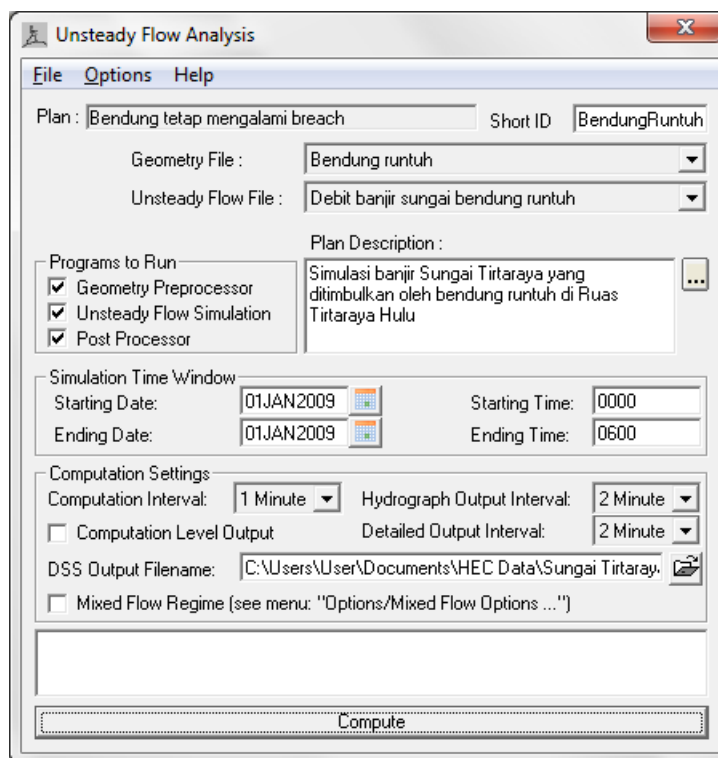 Unsteady Flow Analysis
File Options Help
Plan : Bendung tetap mengalami breach Short ID BendungRuntuh
Geometry File : Bendung runtuh
Unsteady Flow File : Debit banjir sungai bendung runtuh
Plan Description :
Programs to Run
Geometry Preprocessor
Unsteady Flow Simulation
Post Processor
Simulasi banjir Sungai Tirtaraya yang
ditimbulkan oleh bendung runtuh di Ruas
Tirtaraya Hulu
...
Simulation Time Window
Starting Date: 01JAN2009 Starting Time: 0000
Ending Date: 01JAN2009 Ending Time: 0600
Computation Settings
Computation Interval: 1 Minute Hydrograph Output Interval: 2 Minute
Computation Level Output Detailed Output Interval: 2 Minute
DSS Output Filename: C:\Users\User\Documents\HEC Data\Sungai Tirtaray
Mixed Flow Regime (see menu: "Options/Mixed Flow Options ...")
Compute